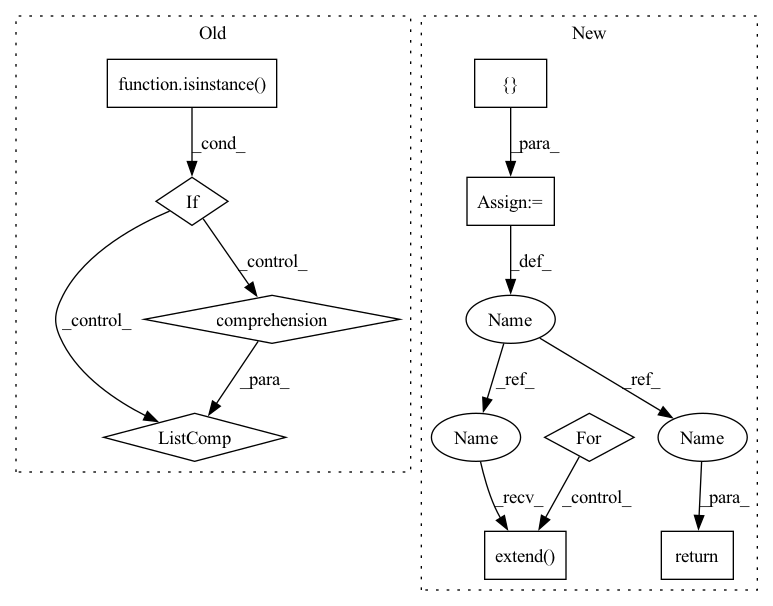 Old
New
function.isinstance()
{}
_cond_
_para_
If
Assign:=
_control_
_def_
_control_
comprehension
Name
_para_
_ref_
_ref_
ListComp
Name
For
Name
_recv_
_control_
_para_
extend()
return